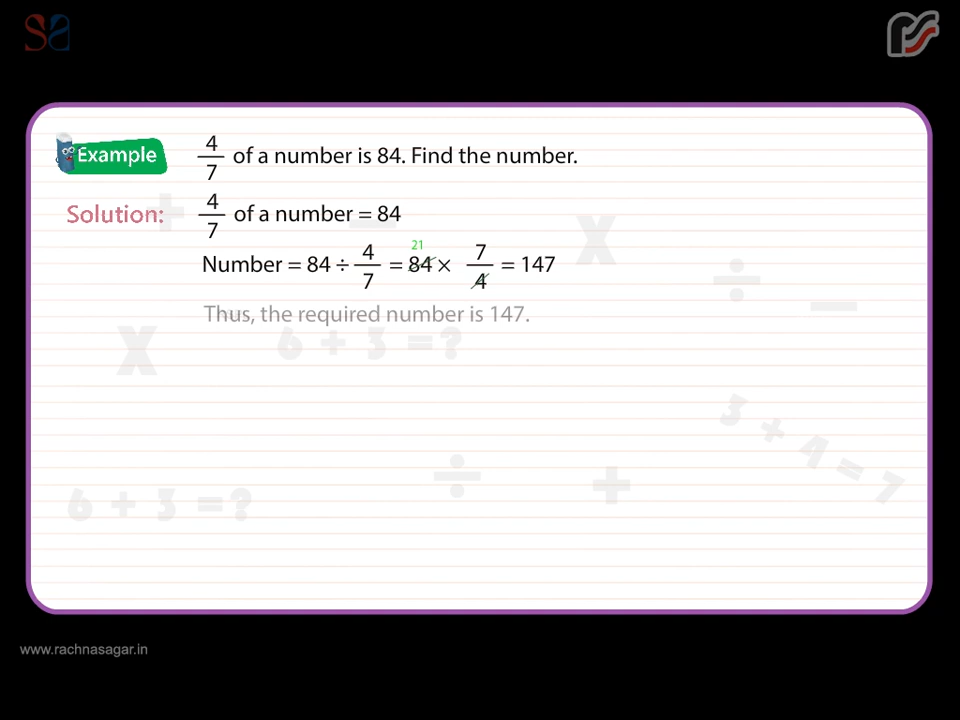 Example 4/7 of a number is 84. Find the number.
Solution: 4/7 of a number = 84
21
Number = 84 ÷ 4/7 = 84 × 7/4 = 147
Thus, the required number is 147.
+ − X ÷ −
X 6 + 3 = ?
3 + 4 = 7
6 + 3 = ? ÷ +
www.rachnasagar.in